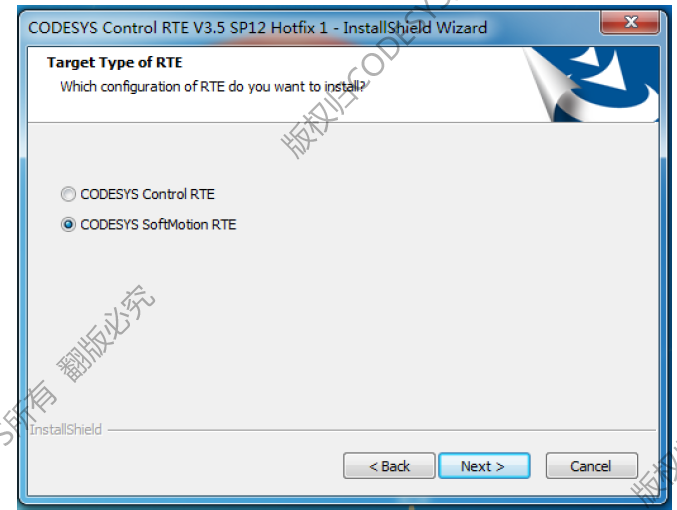 CODESYS Control RTE V3.5 SP12 Hotfix 1 - InstallShield Wizard
Target Type of RTE
Which configuration of RTE do you want to install?
版权归CODESYS
CODESYS Control RTE
CODESYS SoftMotion RTE
S所有 翻版必究
InstallShield
< Back
Next >
Cancel
版权